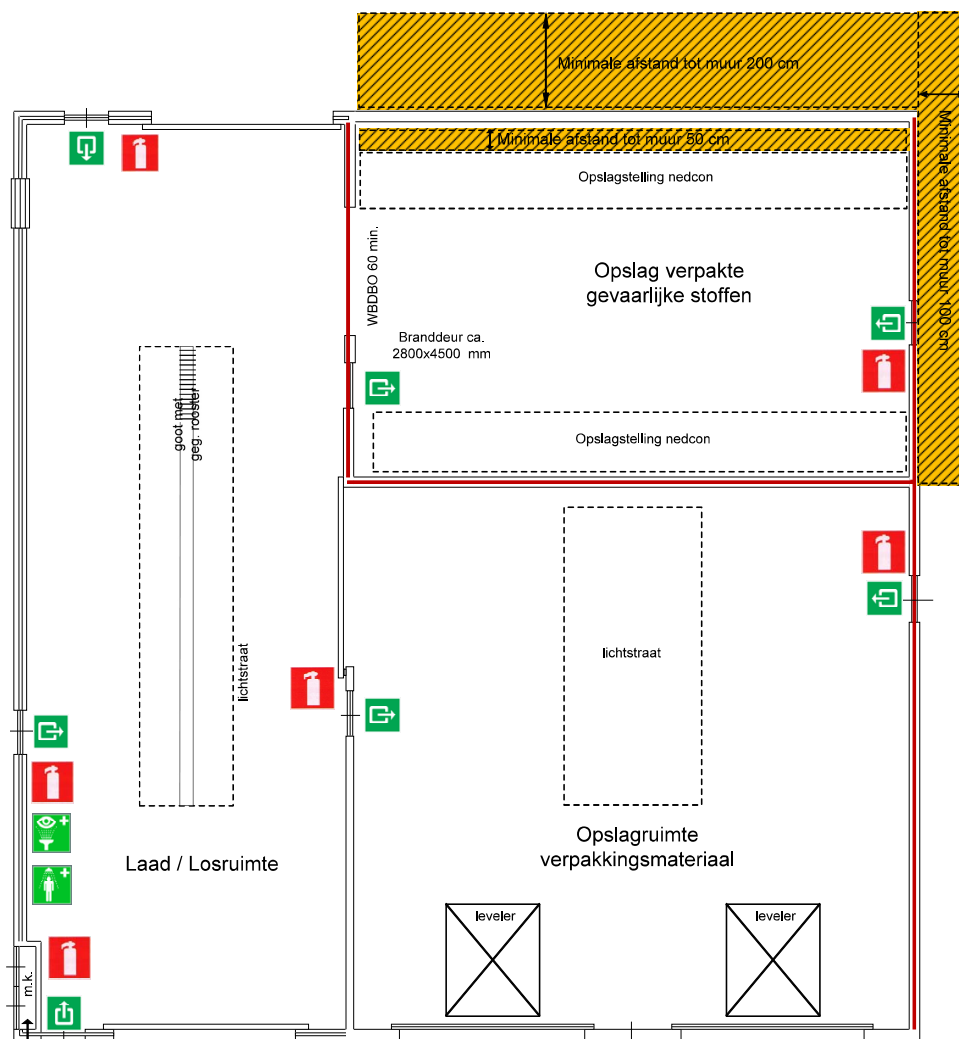 Minimale afstand tot muur 200 cm
Minimale afstand tot muur 50 cm
Minimale afstand tot muur 100 cm
Opslagstelling nedcon
WBDBO 60 min.
Opslag verpakte
gevaarlijke stoffen
Branddeur ca.
2800x4500 mm
goot met
geg. rooster
Opslagstelling nedcon
lichtstraat
lichtstraat
Laad / Losruimte
Opslagruimte
verpakkingsmateriaal
leveler
leveler
m.k.